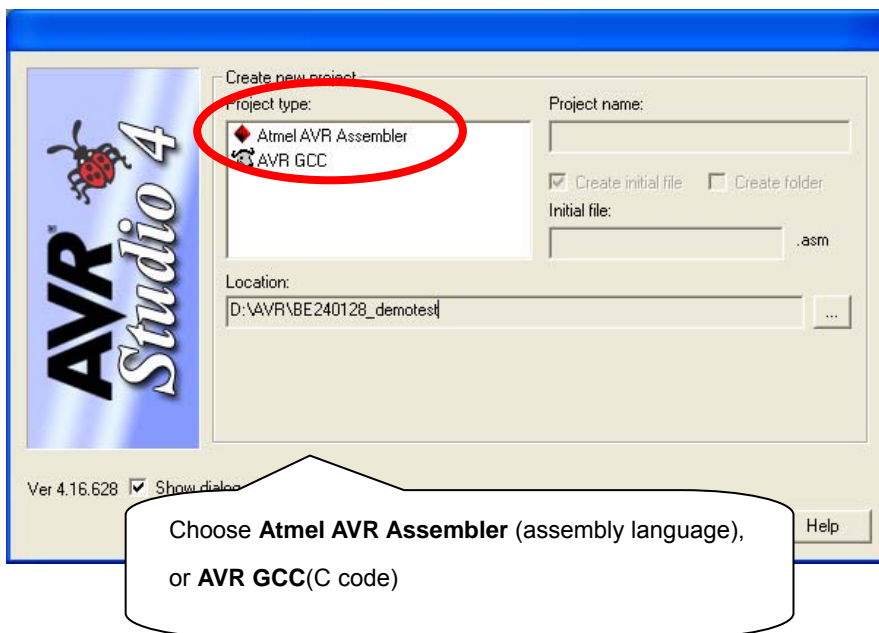 AVR
®
Studio 4
Create new project
Project type:
Atmel AVR Assembler
AVR GCC
Project name:
Create initial file
Create folder
Initial file:
.asm
Location:
D:\AVR\BE240128_demotest
...
Ver 4.16.628
Show dialog
Help
Choose Atmel AVR Assembler (assembly language),
or AVR GCC(C code)